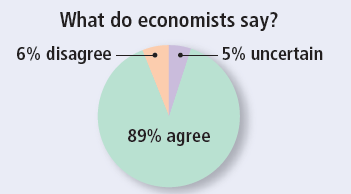 What do economists say?
6% disagree
5% uncertain
89% agree